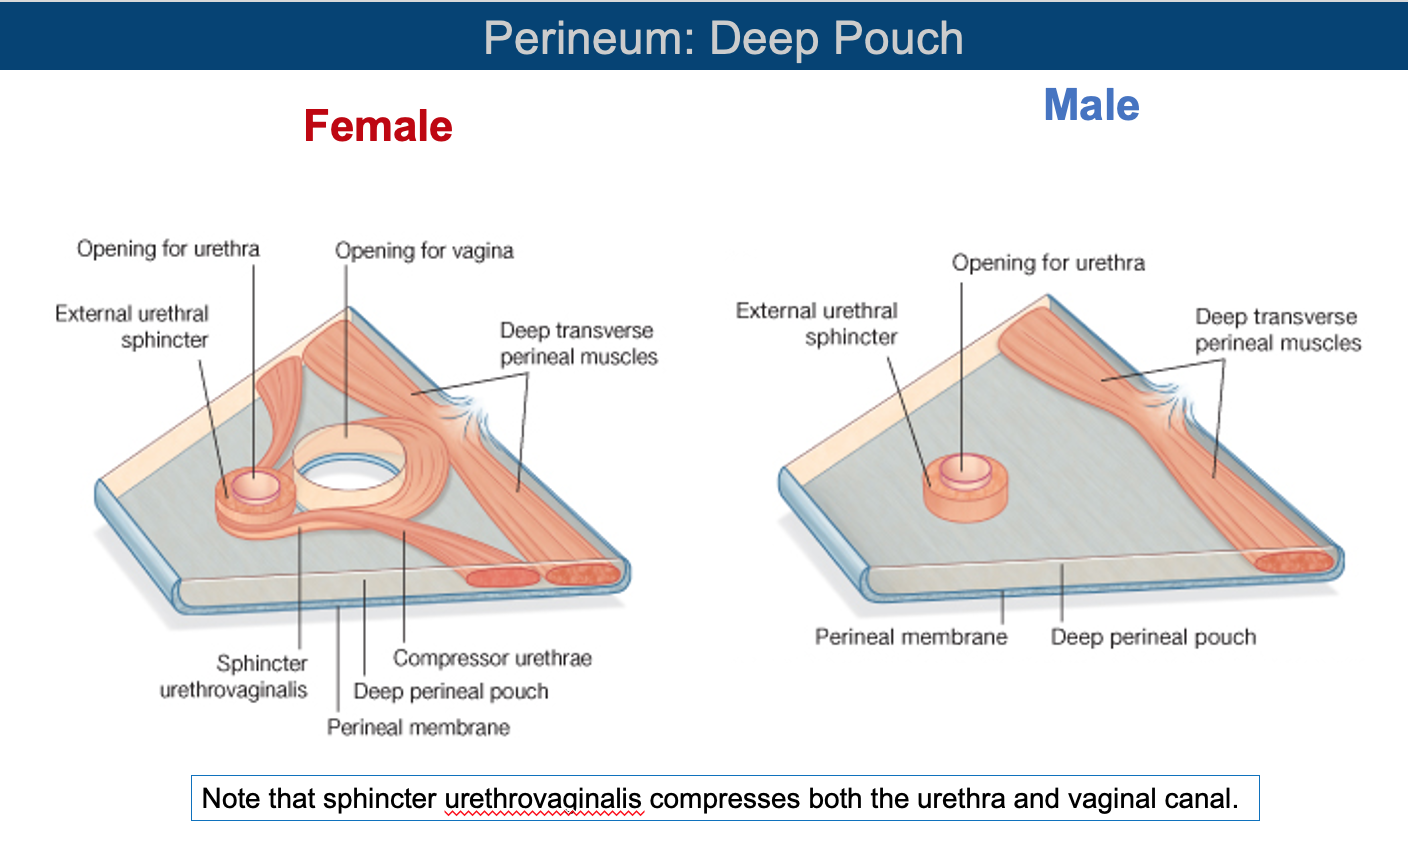 Perineum: Deep Pouch
Female
Male
Opening for urethra
Opening for vagina
External urethral
sphincter
Deep transverse
perineal muscles
Sphincter
urethrovaginalis
Compressor urethrae
Deep perineal pouch
Perineal membrane
Opening for urethra
External urethral
sphincter
Deep transverse
perineal muscles
Perineal membrane
Deep perineal pouch
Note that sphincter urethrovaginalis compresses both the urethra and vaginal canal.